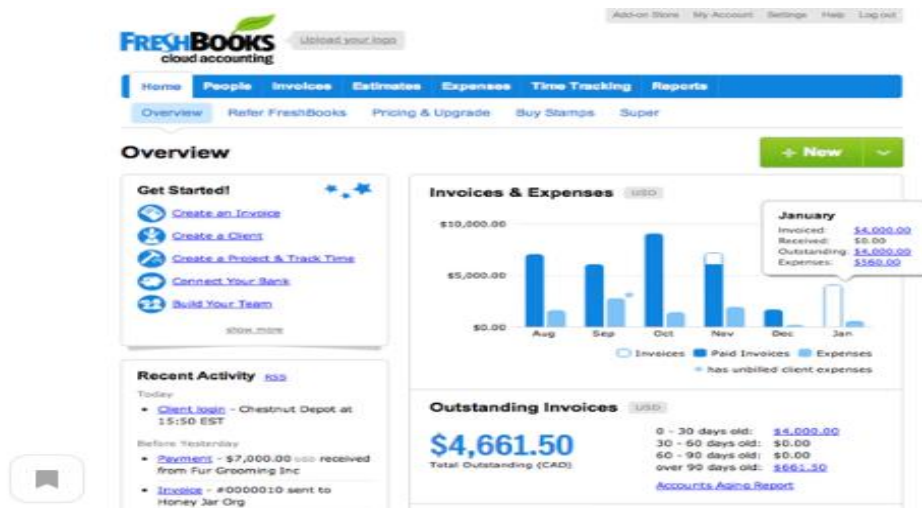 Add-on Store My Account Settings Help Log out
FRESHBOOKS
cloud accounting
Upload your logo
Home People Invoices Estimates Expenses Time Tracking Reports
Overview Refer FreshBooks Pricing & Upgrade Buy Stamps Super
Overview
+ New
Get Started!
Create an Invoice
Create a Client
Create a Project & Track Time
Connect Your Bank
Build Your Team
show more
Recent Activity RSS
Today
• Client login - Chestnut Depot at
15:50 EST
Before Yesterday
• Payment - $7,000.00 USD received
from Fur Grooming Inc
• Invoice - #0000010 sent to
Honey Jar Org
Invoices & Expenses USD
$10,000.00
$5,000.00
$0.00
Aug Sep Oct Nov Dec Jan
January
Invoiced: $4,000.00
Received: $0.00
Outstanding: $4,000.00
Expenses: $560.00
Invoices Paid Invoices Expenses
* has unbilled client expenses
Outstanding Invoices USD
$4,661.50
Total Outstanding (CAD)
0 - 30 days old: $4,000.00
30 - 60 days old: $0.00
60 - 90 days old: $0.00
over 90 days old: $661.50
Accounts Aging Report